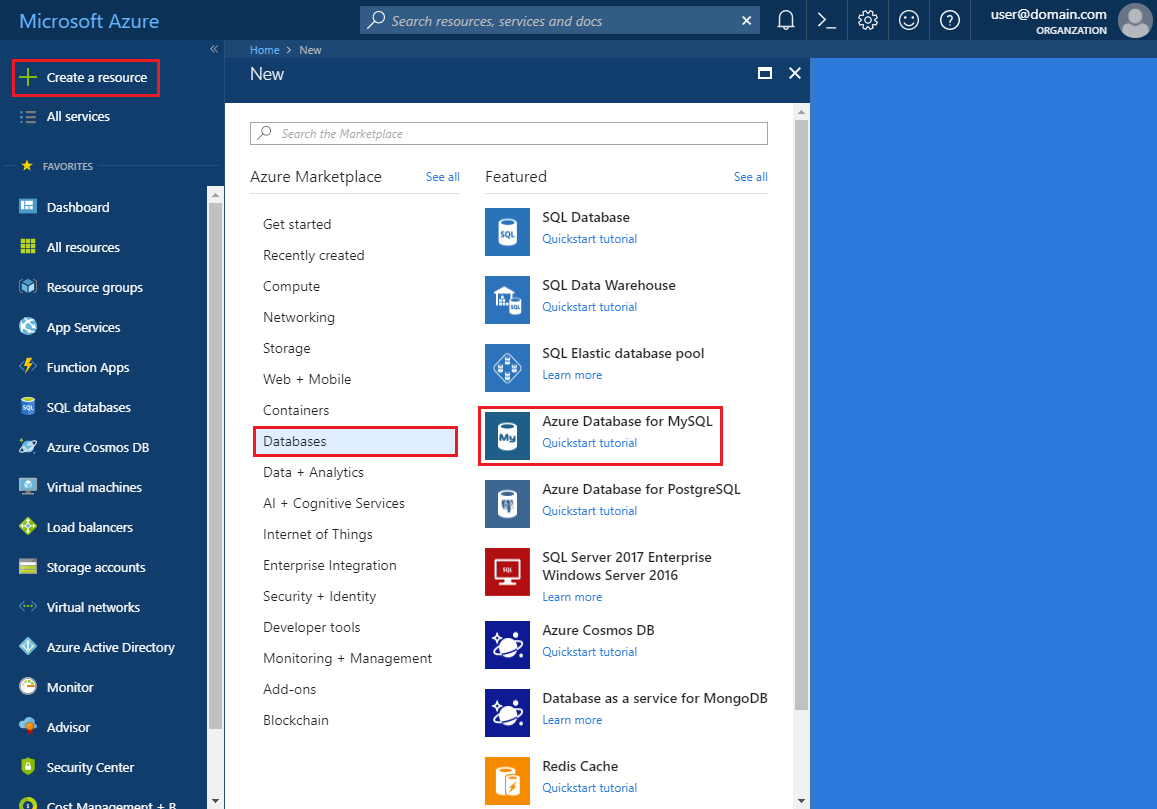 Microsoft Azure
Search resources, services and docs
user@domain.com
ORGANZATION
Create a resource
All services
FAVORITES
Dashboard
All resources
Resource groups
App Services
Function Apps
SQL databases
Azure Cosmos DB
Virtual machines
Load balancers
Storage accounts
Virtual networks
Azure Active Directory
Monitor
Advisor
Security Center
Cost Management + B
Home > New
New
Search the Marketplace
Azure Marketplace
See all
Get started
Recently created
Compute
Networking
Storage
Web + Mobile
Containers
Databases
Data + Analytics
AI + Cognitive Services
Internet of Things
Enterprise Integration
Security + Identity
Developer tools
Monitoring + Management
Add-ons
Blockchain
Featured
See all
SQL
SQL Database
Quickstart tutorial
SQL
SQL Data Warehouse
Quickstart tutorial
SQL Elastic database pool
Learn more
My
Azure Database for MySQL
Quickstart tutorial
Azure Database for PostgreSQL
Quickstart tutorial
SQL
SQL Server 2017 Enterprise
Windows Server 2016
Learn more
Azure Cosmos DB
Quickstart tutorial
Database as a service for MongoDB
Learn more
Redis Cache
Quickstart tutorial